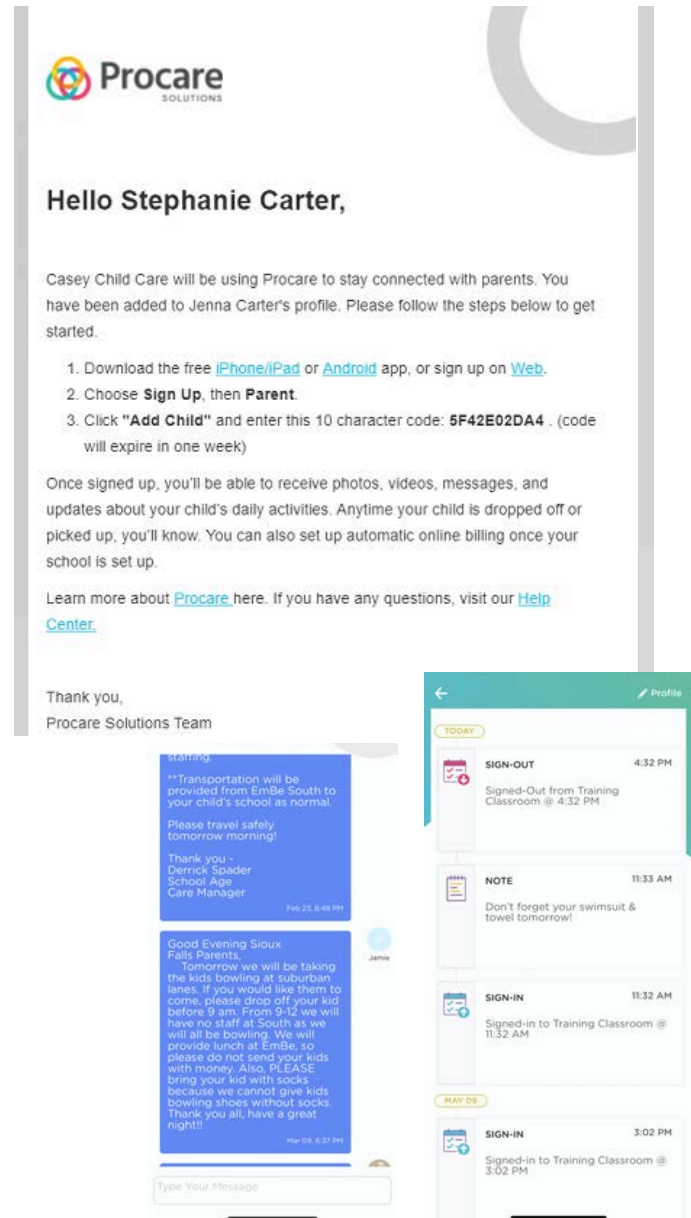 Procare
SOLUTIONS
Hello Stephanie Carter,
Casey Child Care will be using Procare to stay connected with parents. You
have been added to Jenna Carter's profile. Please follow the steps below to get
started.
1. Download the free iPhone/iPad or Android app, or sign up on Web.
2. Choose Sign Up, then Parent.
3. Click "Add Child" and enter this 10 character code: 5F42E02DA4 . (code
will expire in one week)
Once signed up, you'll be able to receive photos, videos, messages, and
updates about your child's daily activities. Anytime your child is dropped off or
picked up, you'll know. You can also set up automatic online billing once your
school is set up.
Learn more about Procare here. If you have any questions, visit our Help
Center.
Thank you,
Procare Solutions Team
staffing.
**Transportation will be
provided from EmBe South to
your child's school as normal.
Please travel safely
tomorrow morning!
Thank you -
Derrick Spader
School Age
Care Manager
Feb 23, 6:48 PM
Jamie
Good Evening Sioux
Falls Parents,
Tomorrow we will be taking
the kids bowling at suburban
lanes. If you would like them to
come, please drop off your kid
before 9 am. From 9-12 we will
have no staff at South as we
will all be bowling. We will
provide lunch at EmBe, so
please do not send your kids
with money. Also, PLEASE
bring your kid with socks
because we cannot give kids
bowling shoes without socks.
Thank you all, have a great
night!!
Mar 09, 6:37 PM
Type Your Message
Profile
TODAY
SIGN-OUT 4:32 PM
Signed-Out from Training
Classroom @ 4:32 PM
NOTE 11:33 AM
Don't forget your swimsuit &
towel tomorrow!
SIGN-IN 11:32 AM
Signed-in to Training Classroom @
11:32 AM
MAY 09
SIGN-IN 3:02 PM
Signed-in to Training Classroom @
3:02 PM